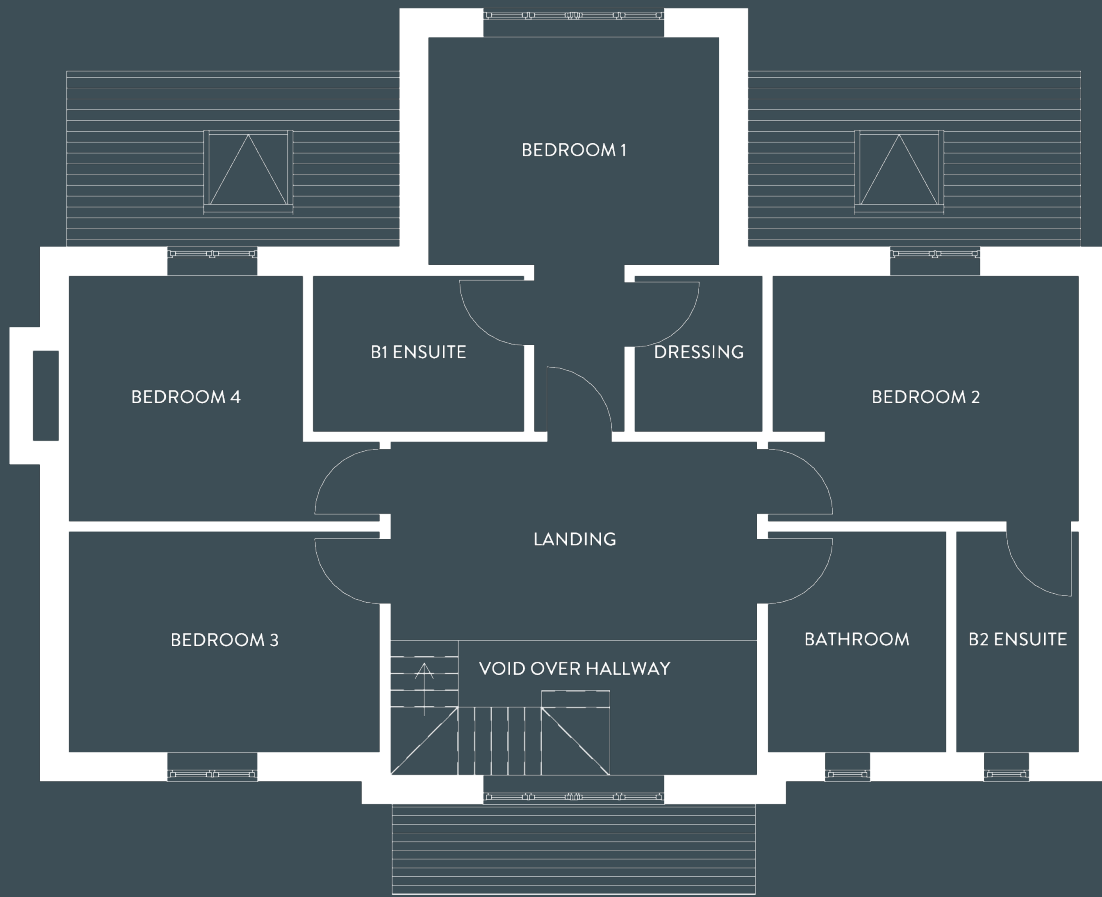 BEDROOM 1
B1 ENSUITE
DRESSING
BEDROOM 4
BEDROOM 2
LANDING
BEDROOM 3
BATHROOM
B2 ENSUITE
VOID OVER HALLWAY